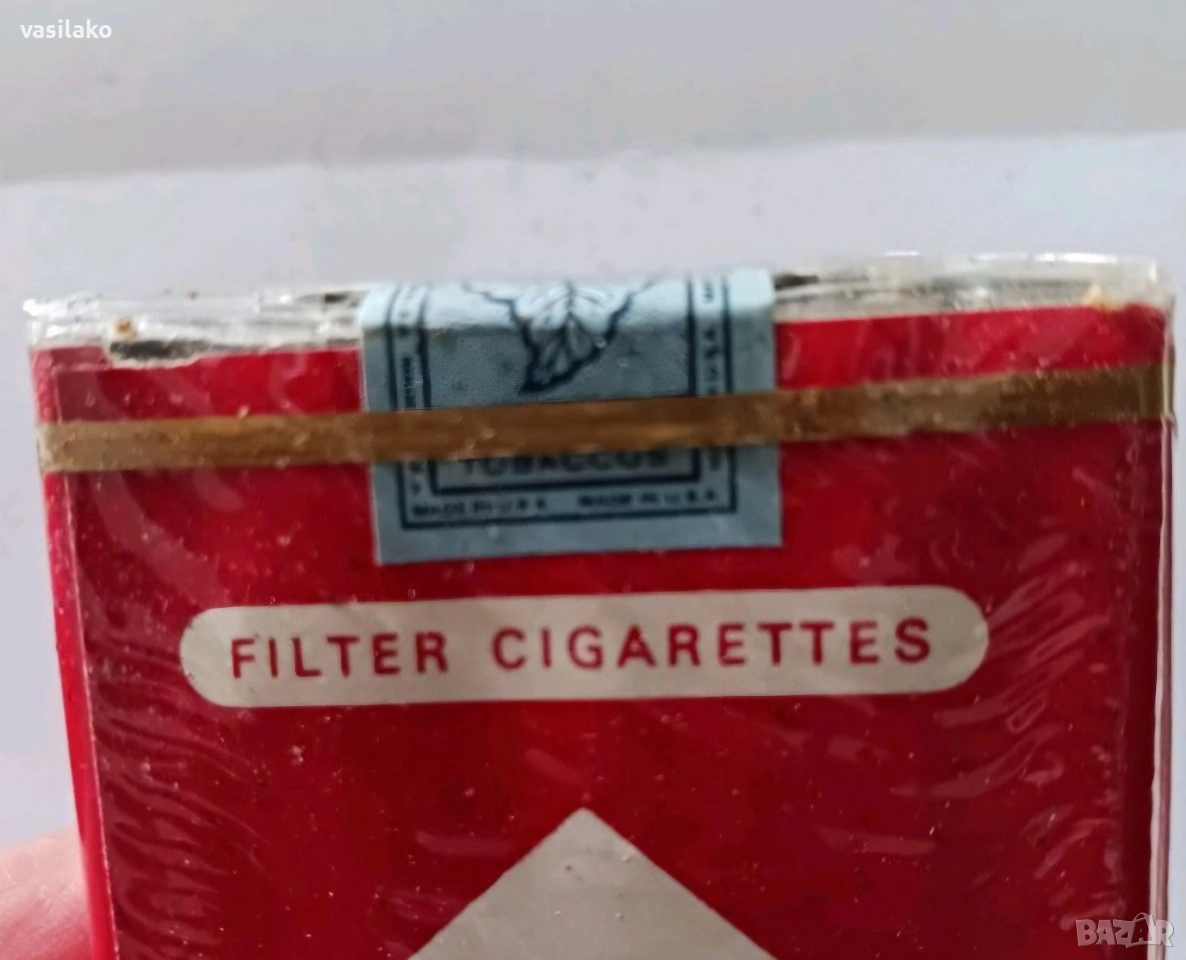 vasilako
TOBACCOS
MADE IN U.S.A. MADE IN U.S.A.
FILTER CIGARETTES
BAZAR